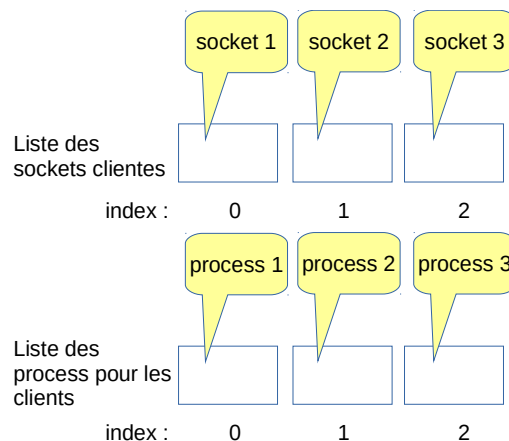 socket 1 socket 2 socket 3
Liste des
sockets clientes
index : 0 1 2
process 1 process 2 process 3
Liste des
process pour les
clients
index : 0 1 2